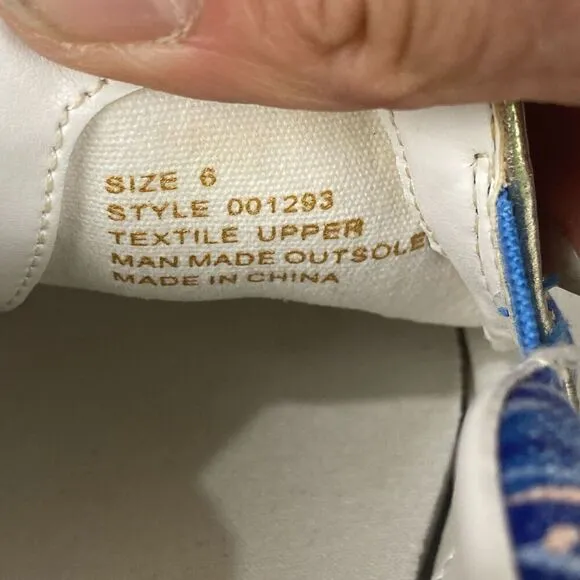 SIZE 6
STYLE 001293
TEXTILE UPPER
MAN MADE OUTSOLE
MADE IN CHINA